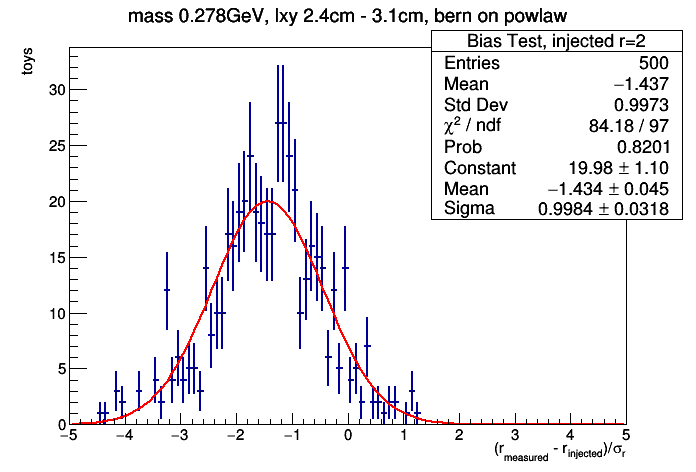 mass 0.278GeV, lxy 2.4cm - 3.1cm, bern on powlaw
toys
Bias Test, injected r=2
Entries 500
Mean −1.437
Std Dev 0.9973
χ² / ndf 84.18 / 97
Prob 0.8201
Constant 19.98 ± 1.10
Mean −1.434 ± 0.045
Sigma 0.9984 ± 0.0318
30
25
20
15
10
5
0
−5 −4 −3 −2 −1 0 1 2 3 4 5
(r_measured - r_injected)/σ_r